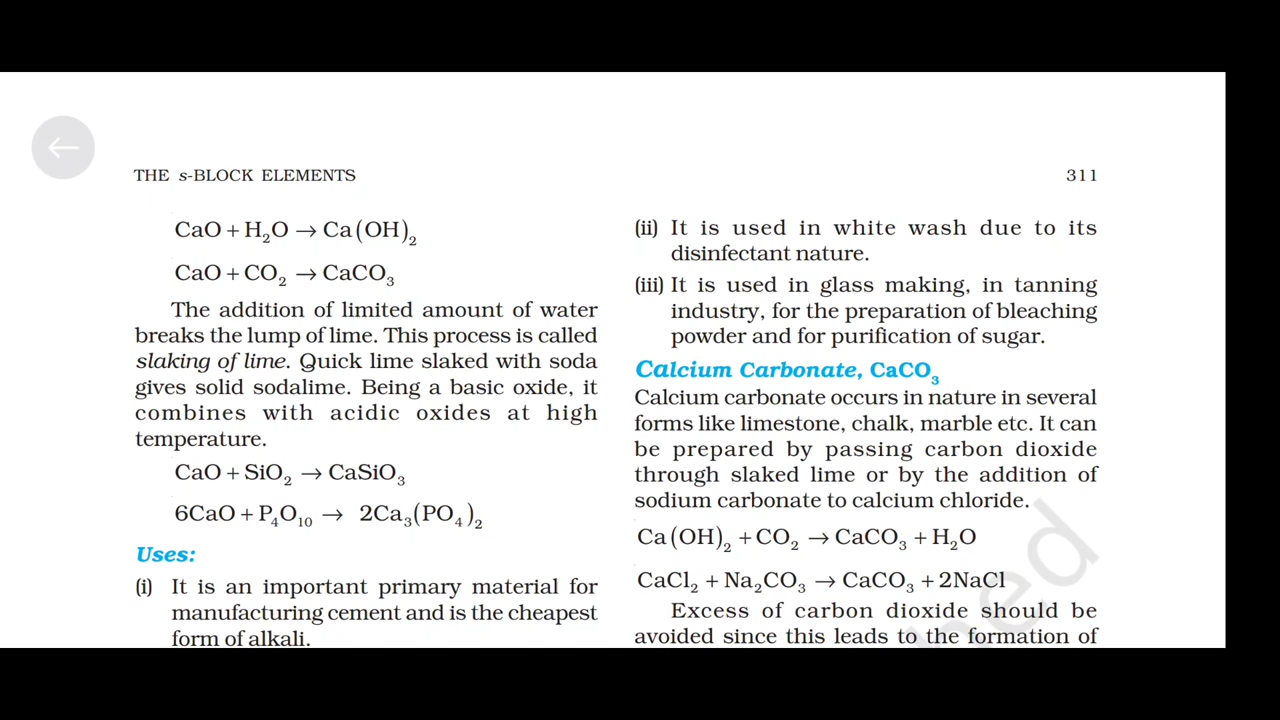 THE s-BLOCK ELEMENTS
311
CaO + H₂O → Ca(OH)₂
CaO + CO₂ → CaCO₃
The addition of limited amount of water
breaks the lump of lime. This process is called
slaking of lime. Quick lime slaked with soda
gives solid sodalime. Being a basic oxide, it
combines with acidic oxides at high
temperature.
CaO + SiO₂ → CaSiO₃
6CaO + P₄O₁₀ → 2Ca₃(PO₄)₂
Uses:
(i) It is an important primary material for
manufacturing cement and is the cheapest
form of alkali.
(ii) It is used in white wash due to its
disinfectant nature.
(iii) It is used in glass making, in tanning
industry, for the preparation of bleaching
powder and for purification of sugar.
Calcium Carbonate, CaCO₃
Calcium carbonate occurs in nature in several
forms like limestone, chalk, marble etc. It can
be prepared by passing carbon dioxide
through slaked lime or by the addition of
sodium carbonate to calcium chloride.
Ca(OH)₂ + CO₂ → CaCO₃ + H₂O
CaCl₂ + Na₂CO₃ → CaCO₃ + 2NaCl
Excess of carbon dioxide should be
avoided since this leads to the formation of